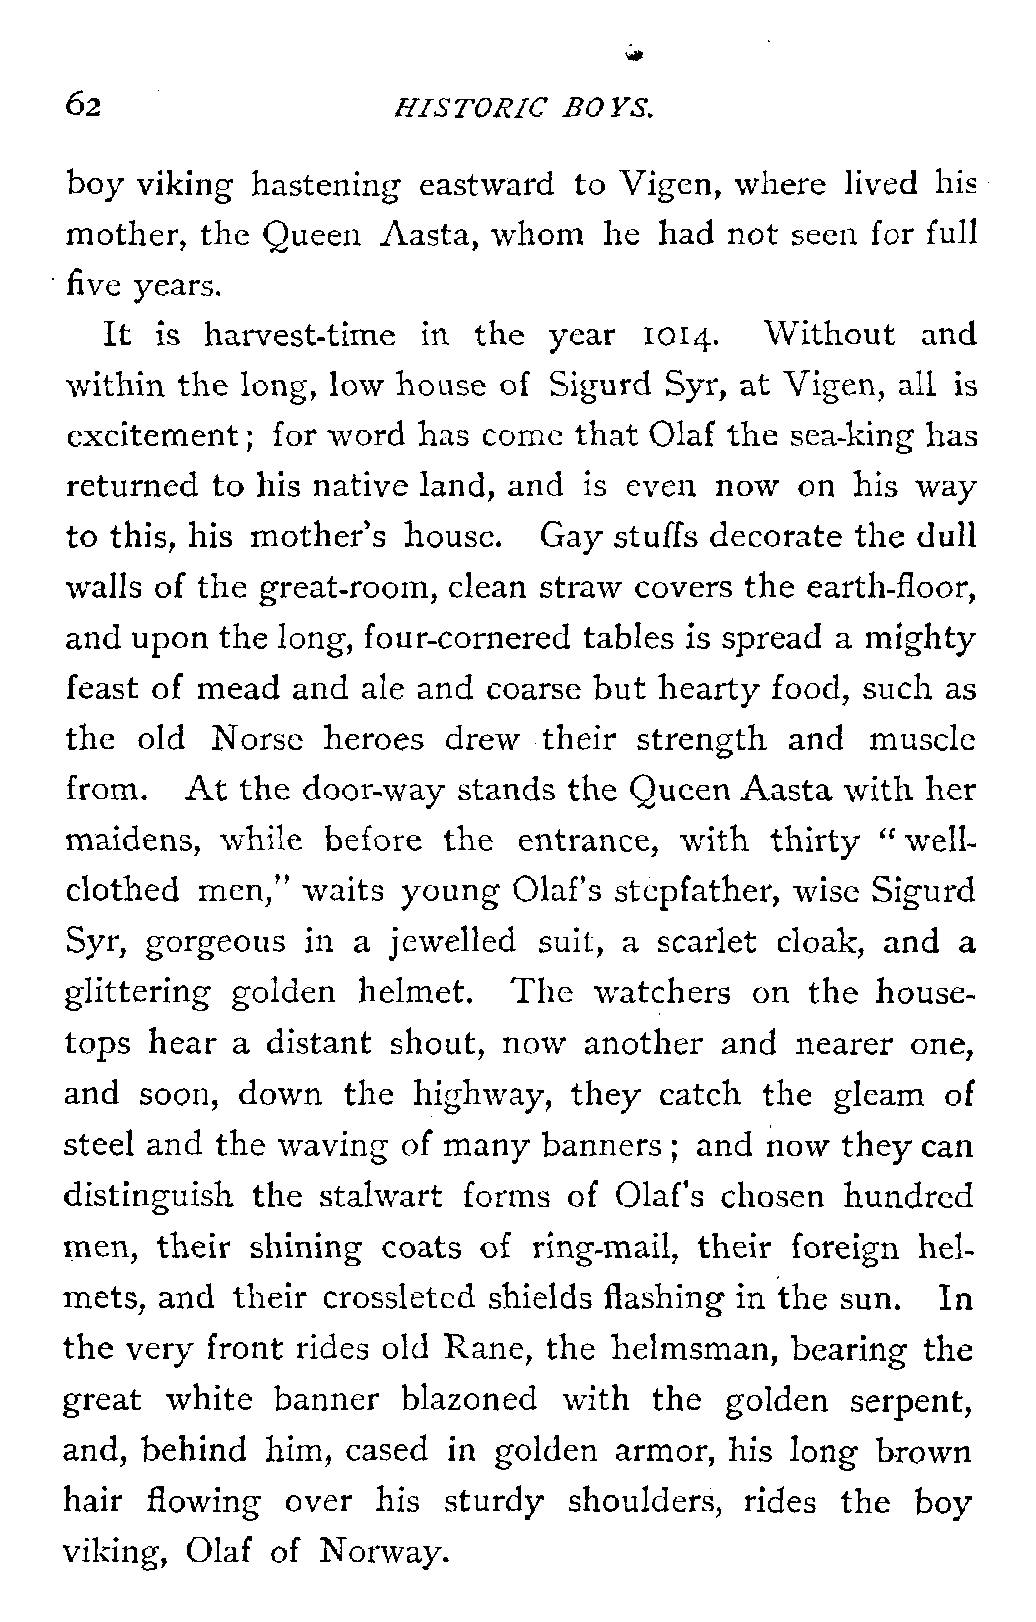 62 HISTORIC BOYS.
boy viking hastening eastward to Vigen, where lived his
mother, the Queen Aasta, whom he had not seen for full
five years.
It is harvest-time in the year 1014. Without and
within the long, low house of Sigurd Syr, at Vigen, all is
excitement; for word has come that Olaf the sea-king has
returned to his native land, and is even now on his way
to this, his mother's house. Gay stuffs decorate the dull
walls of the great-room, clean straw covers the earth-floor,
and upon the long, four-cornered tables is spread a mighty
feast of mead and ale and coarse but hearty food, such as
the old Norse heroes drew their strength and muscle
from. At the door-way stands the Queen Aasta with her
maidens, while before the entrance, with thirty "well-
clothed men," waits young Olaf's stepfather, wise Sigurd
Syr, gorgeous in a jewelled suit, a scarlet cloak, and a
glittering golden helmet. The watchers on the house-
tops hear a distant shout, now another and nearer one,
and soon, down the highway, they catch the gleam of
steel and the waving of many banners; and now they can
distinguish the stalwart forms of Olaf's chosen hundred
men, their shining coats of ring-mail, their foreign hel-
mets, and their crossleted shields flashing in the sun. In
the very front rides old Rane, the helmsman, bearing the
great white banner blazoned with the golden serpent,
and, behind him, cased in golden armor, his long brown
hair flowing over his sturdy shoulders, rides the boy
viking, Olaf of Norway.